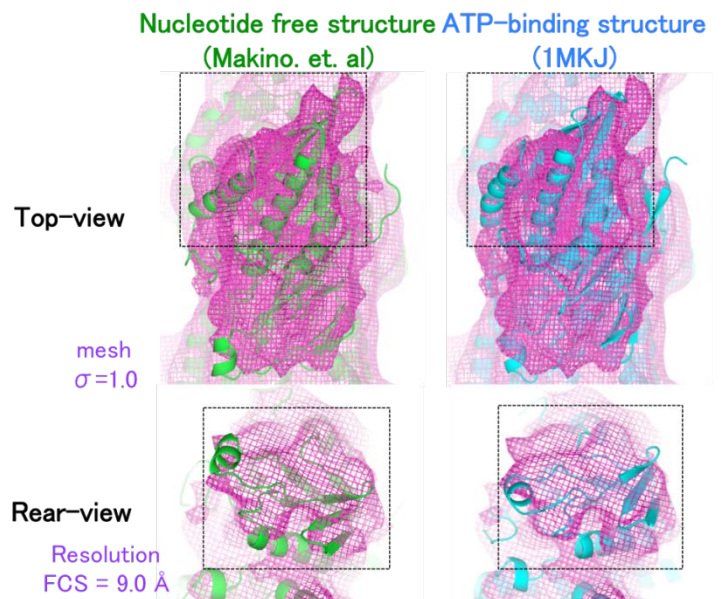 Nucleotide free structure ATP-binding structure
(Makino. et. al) (1MKJ)
Top-view
mesh
σ=1.0
Rear-view
Resolution
FCS = 9.0 Å